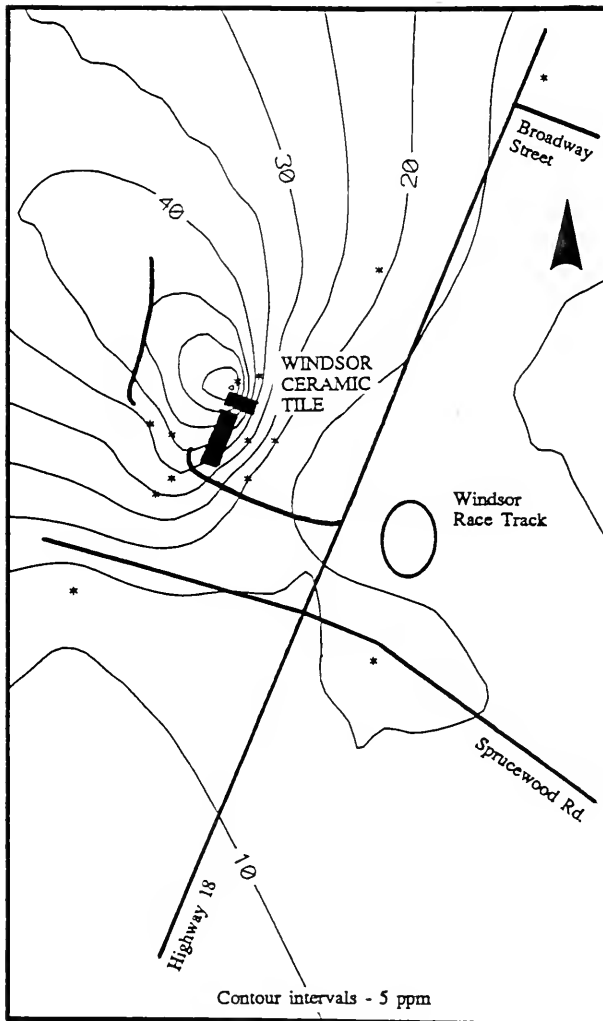 Broadway
Street
30
20
40
WINDSOR
CERAMIC
TILE
Windsor
Race Track
Sprucewood Rd.
10
Highway 18
Contour intervals - 5 ppm